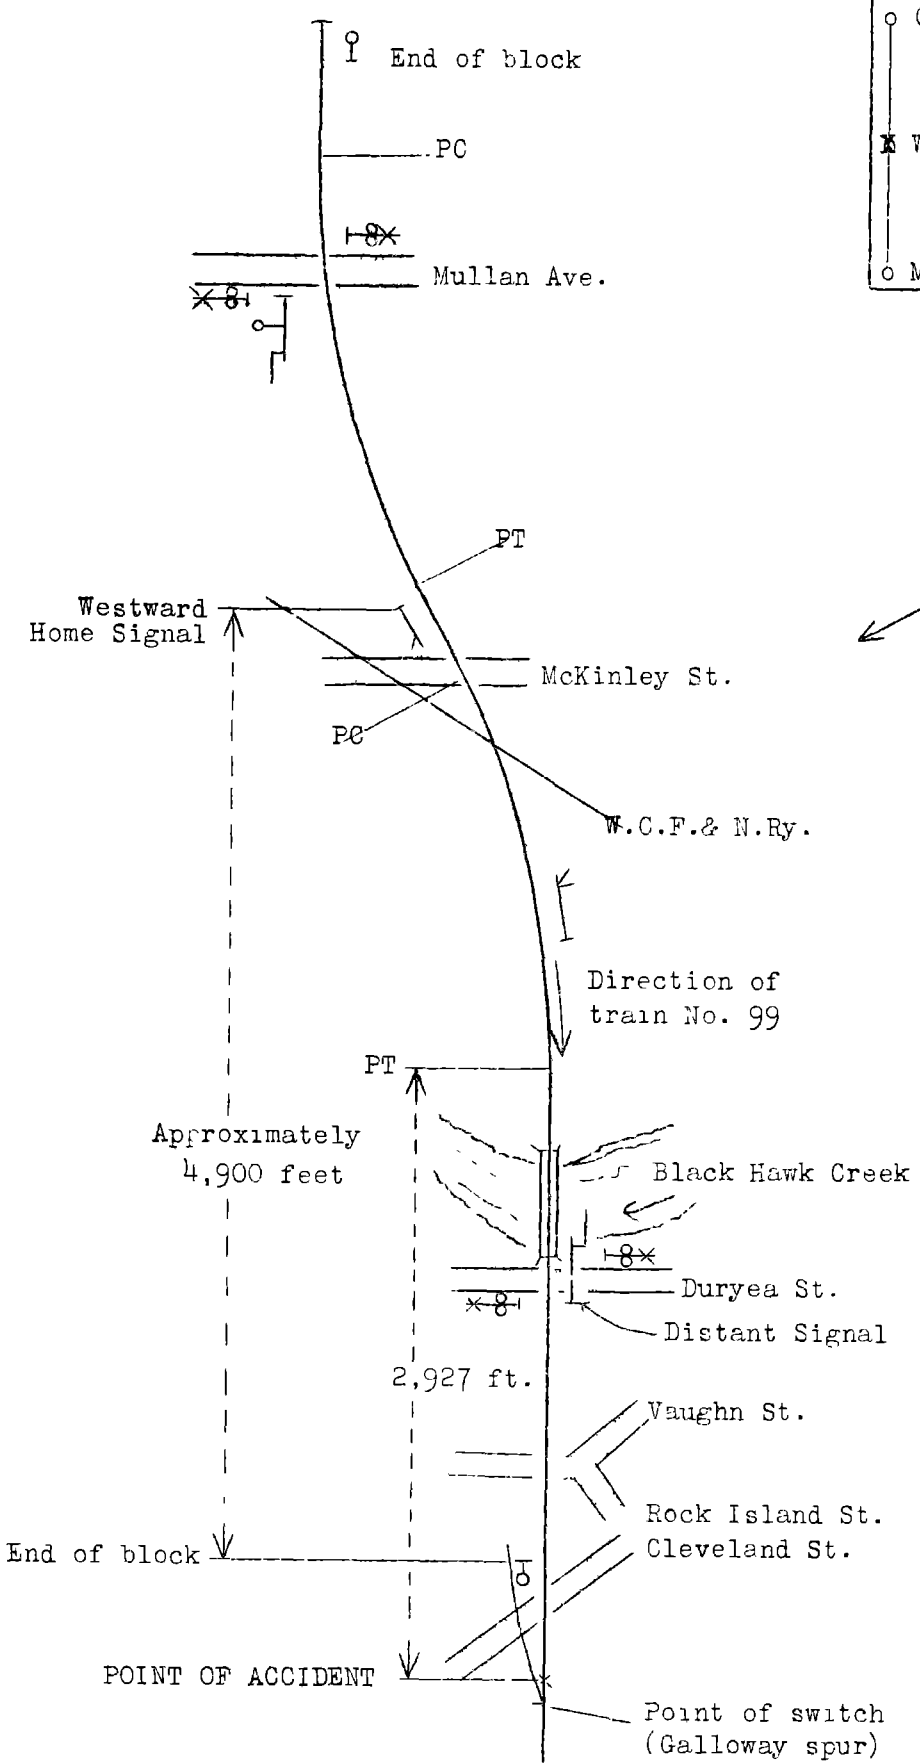 End of block
PC
Mullan Ave.
PT
Westward
Home Signal
McKinley St.
PC
W.C.F.& N.Ry.
Direction of
train No. 99
PT
Approximately
4,900 feet
Black Hawk Creek
Duryea St.
Distant Signal
2,927 ft.
Vaughn St.
Rock Island St.
Cleveland St.
End of block
POINT OF ACCIDENT
Point of switch
(Galloway spur)